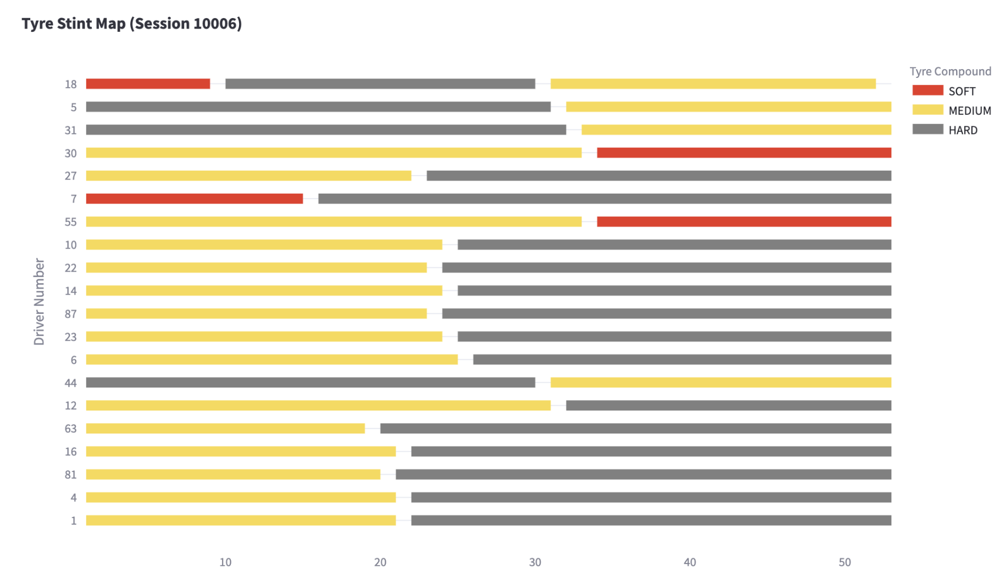 Tyre Stint Map (Session 10006)
Tyre Compound
SOFT
MEDIUM
HARD
Driver Number
18
5
31
30
27
7
55
10
22
14
87
23
6
44
12
63
16
81
4
1
10 20 30 40 50